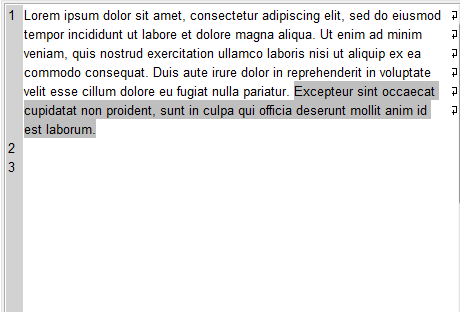 1 Lorem ipsum dolor sit amet, consectetur adipiscing elit, sed do eiusmod
tempor incididunt ut labore et dolore magna aliqua. Ut enim ad minim
veniam, quis nostrud exercitation ullamco laboris nisi ut aliquip ex ea
commodo consequat. Duis aute irure dolor in reprehenderit in voluptate
velit esse cillum dolore eu fugiat nulla pariatur. Excepteur sint occaecat
cupidatat non proident, sunt in culpa qui officia deserunt mollit anim id
est laborum.
2
3